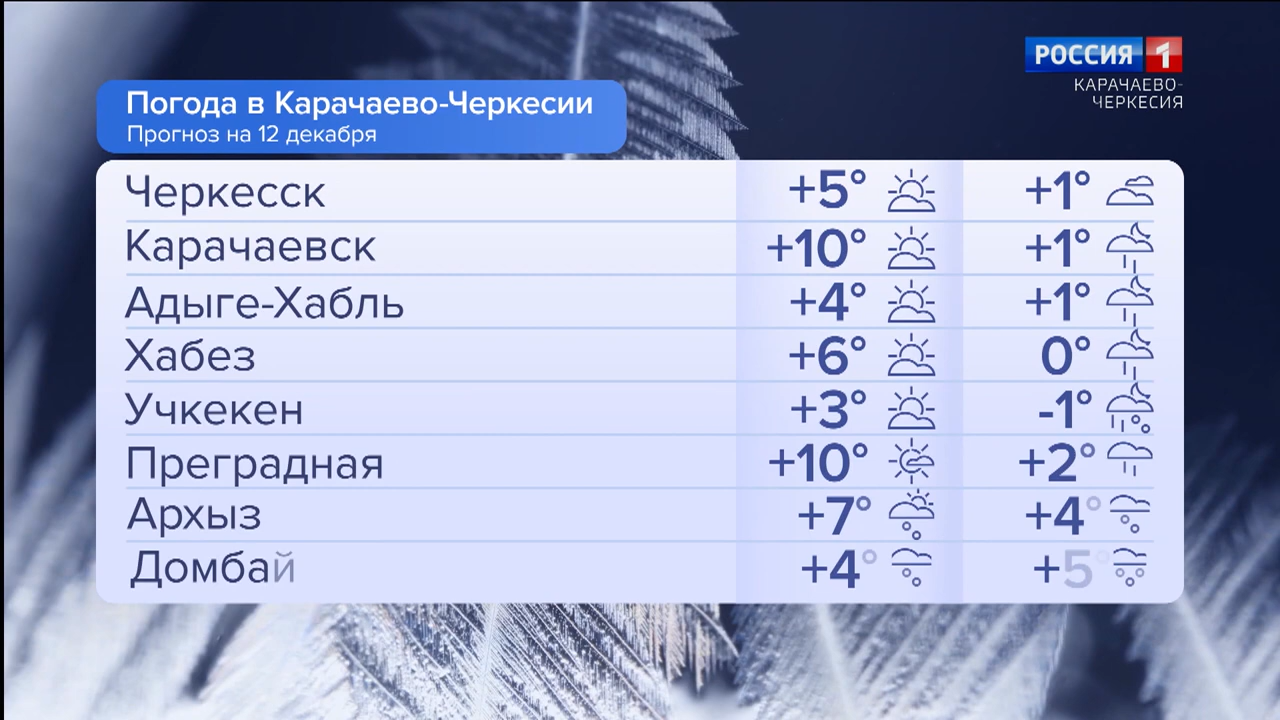 РОССИЯ 1
КАРАЧАЕВО-
ЧЕРКЕСИЯ
Погода в Карачаево-Черкесии
Прогноз на 12 декабря
Черкесск +5° +1°
Карачаевск +10° +1°
Адыге-Хабль +4° +1°
Хабез +6° 0°
Учкекен +3° -1°
Преградная +10° +2°
Архыз +7° +4°
Домбай +4° +5°